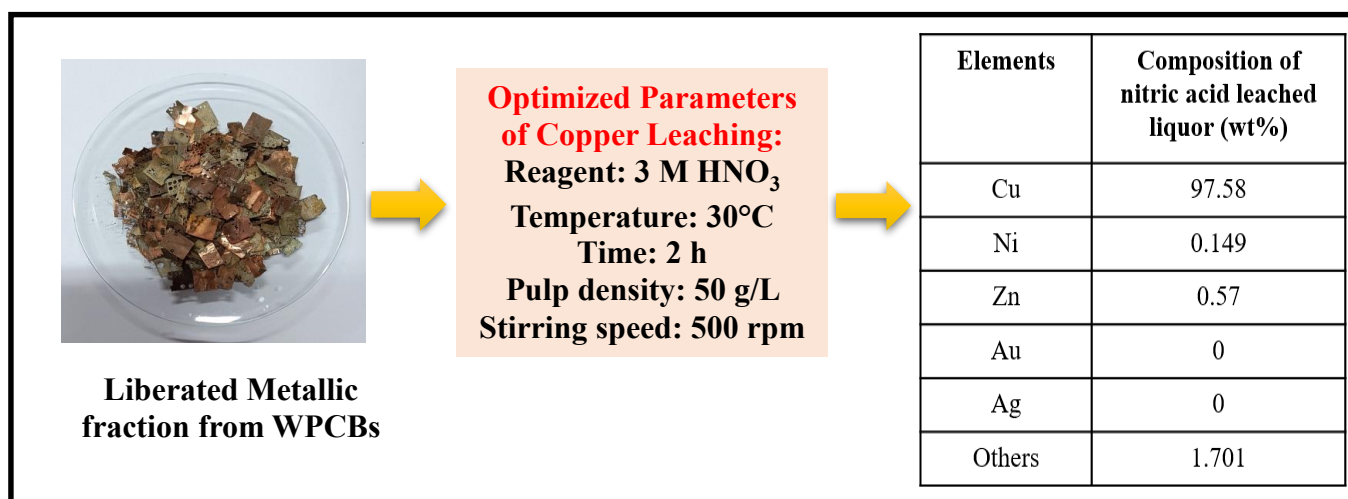 Liberated Metallic
fraction from WPCBs
Optimized Parameters
of Copper Leaching:
Reagent: 3 M HNO₃
Temperature: 30°C
Time: 2 h
Pulp density: 50 g/L
Stirring speed: 500 rpm
Elements Composition of
nitric acid leached
liquor (wt%)
Cu 97.58
Ni 0.149
Zn 0.57
Au 0
Ag 0
Others 1.701